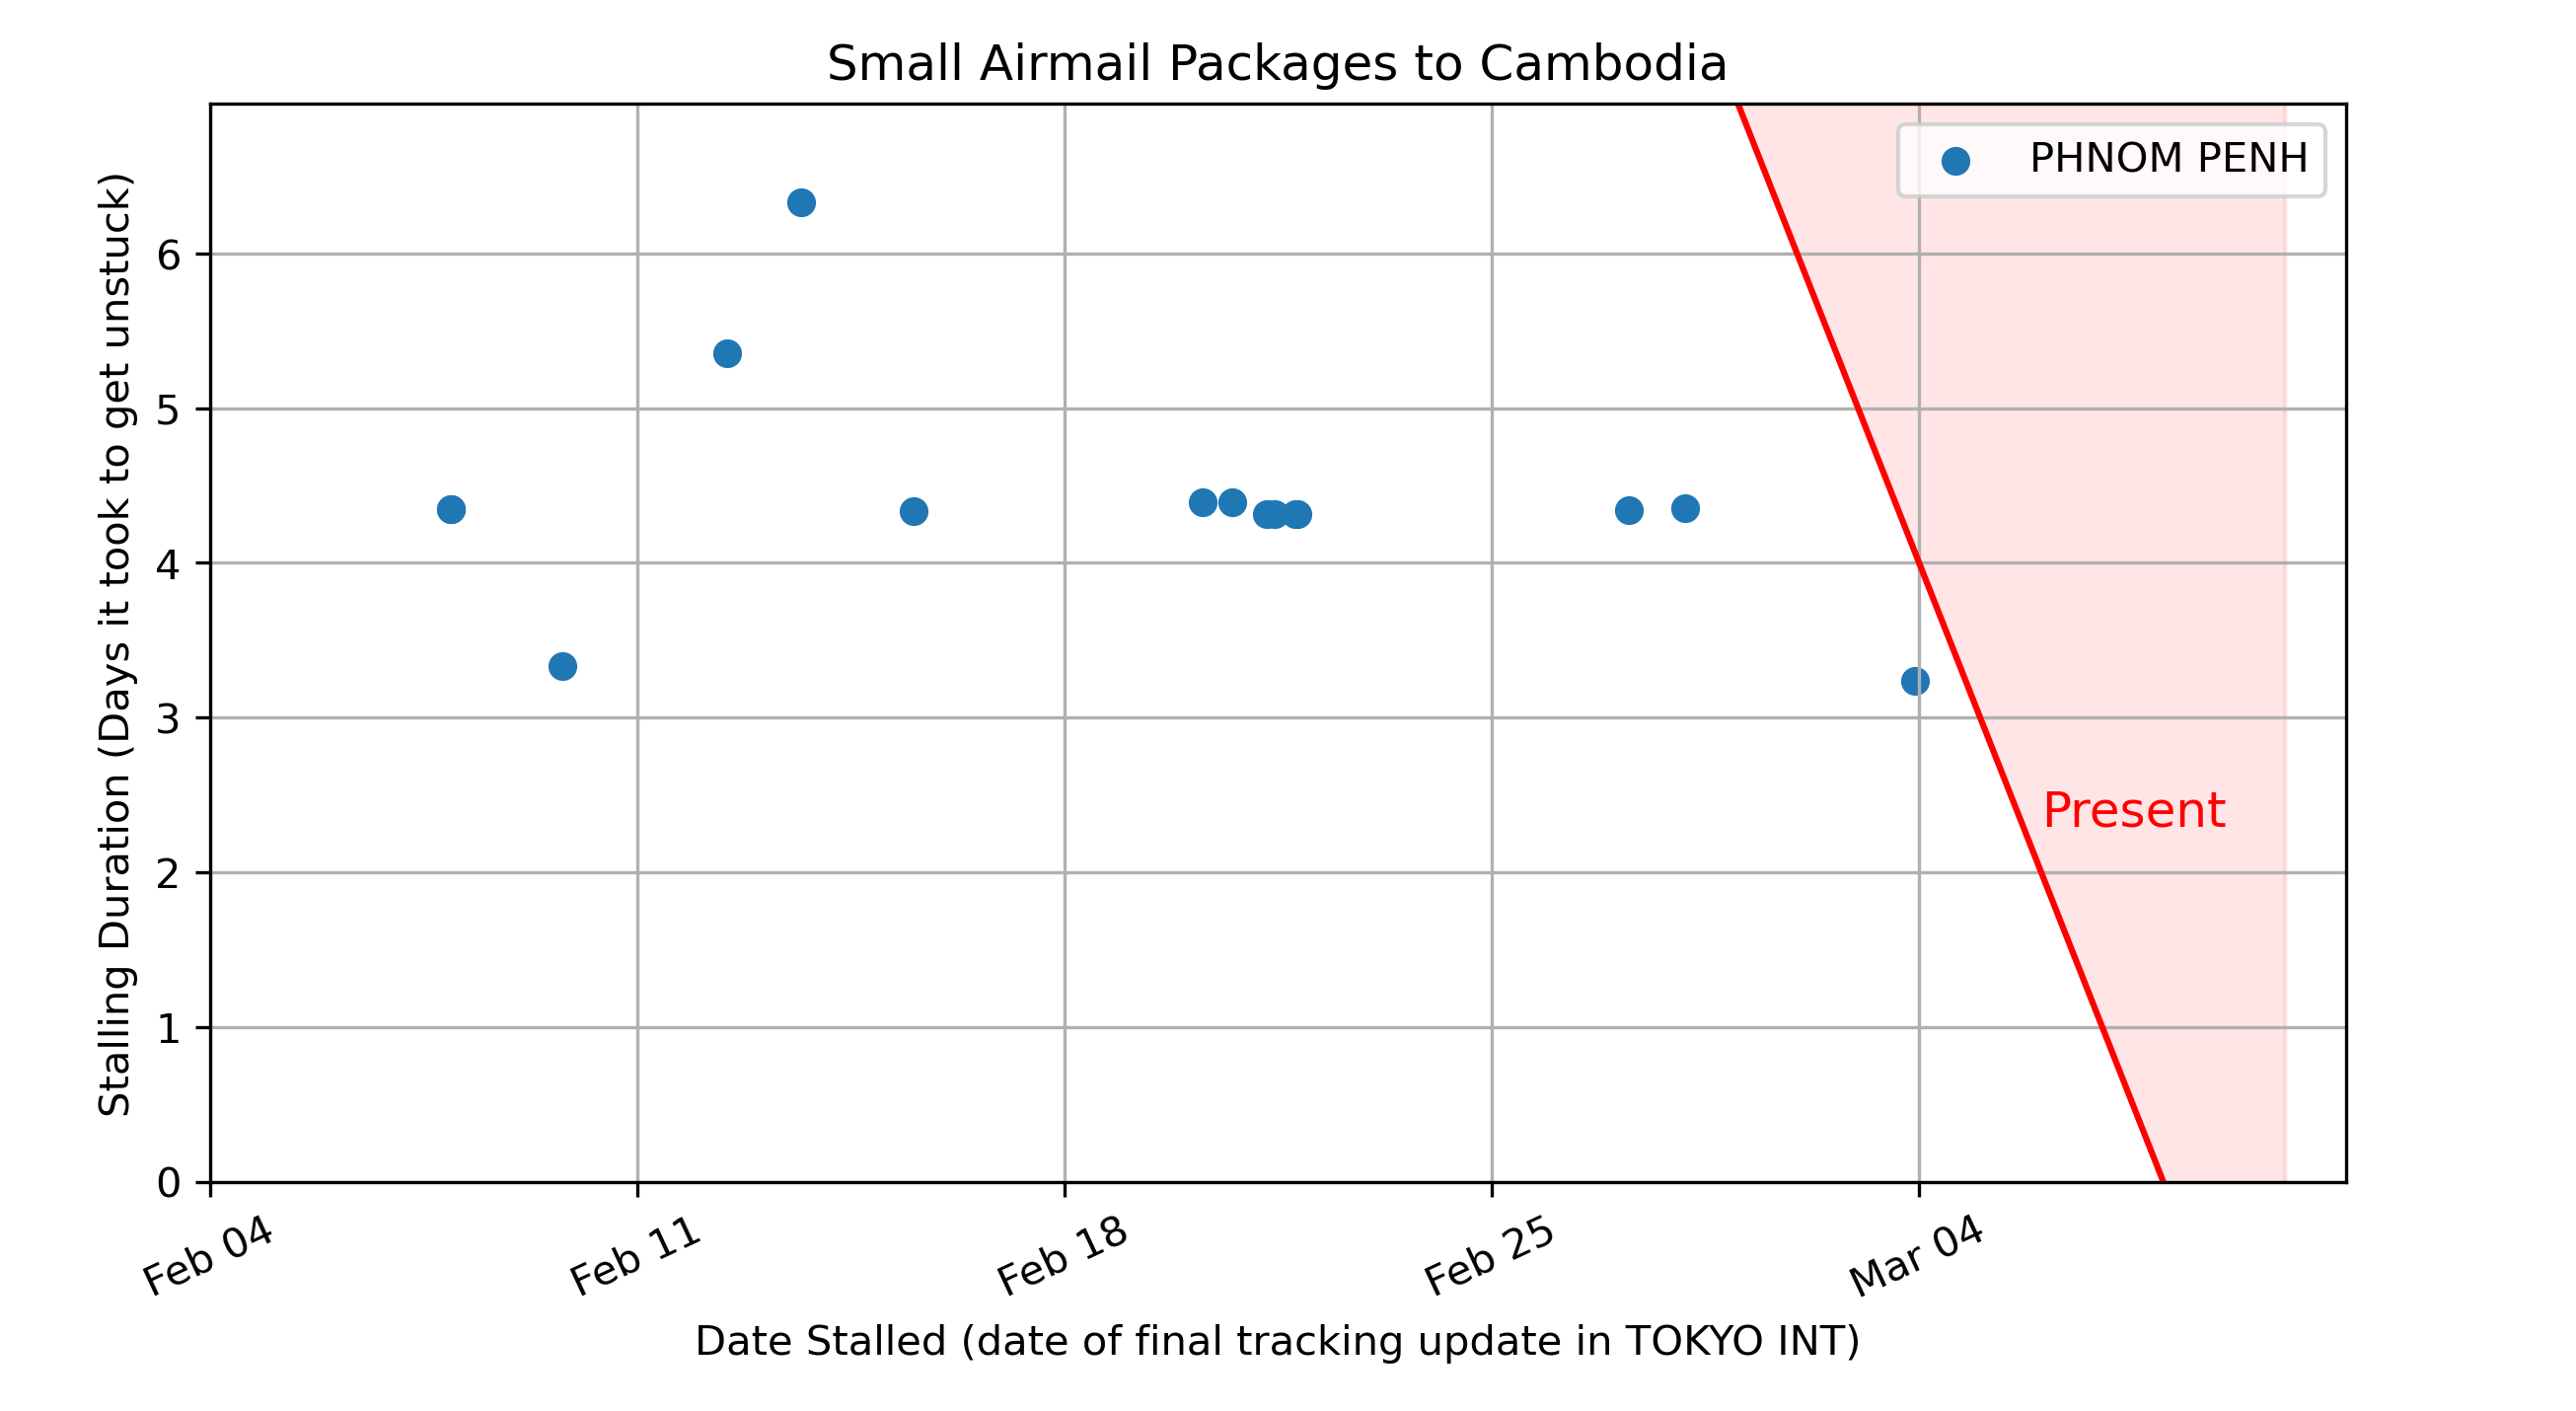 Small Airmail Packages to Cambodia
PHNOM PENH
Stalling Duration (Days it took to get unstuck)
6
5
4
3
2
1
0
Present
Feb 04
Feb 11
Feb 18
Feb 25
Mar 04
Date Stalled (date of final tracking update in TOKYO INT)